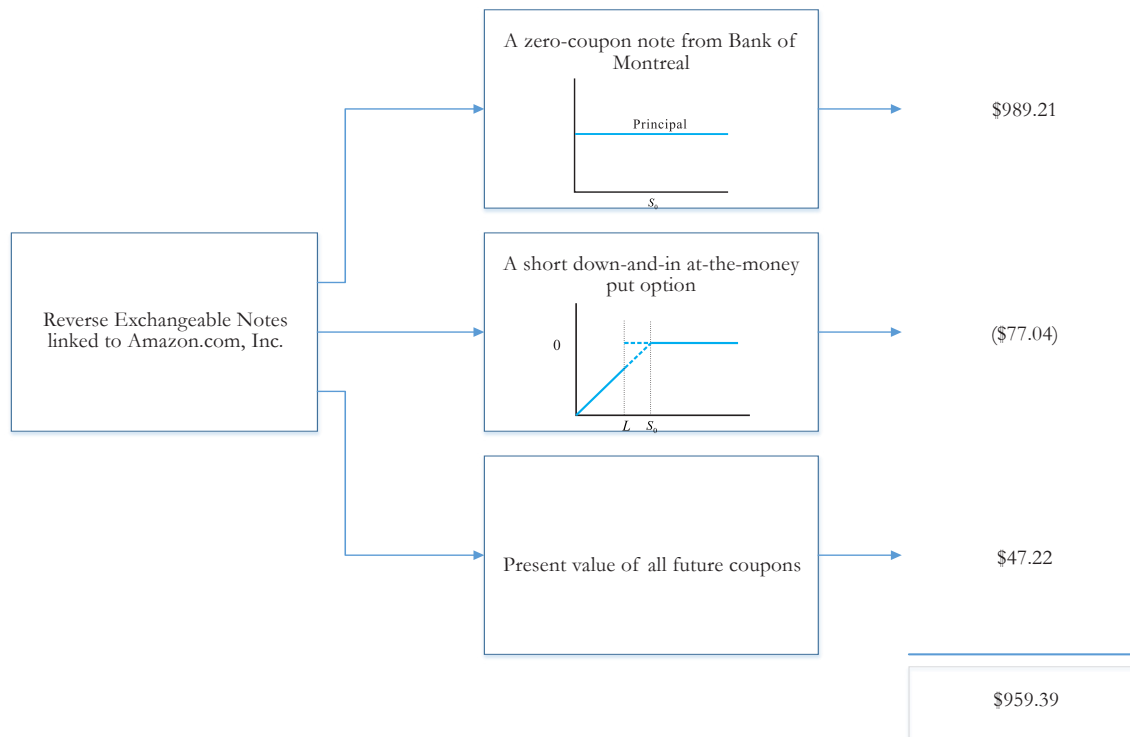 A zero-coupon note from Bank of
Montreal
Principal
S₀
$989.21
Reverse Exchangeable Notes
linked to Amazon.com, Inc.
A short down-and-in at-the-money
put option
0
L S₀
($77.04)
Present value of all future coupons
$47.22
$959.39